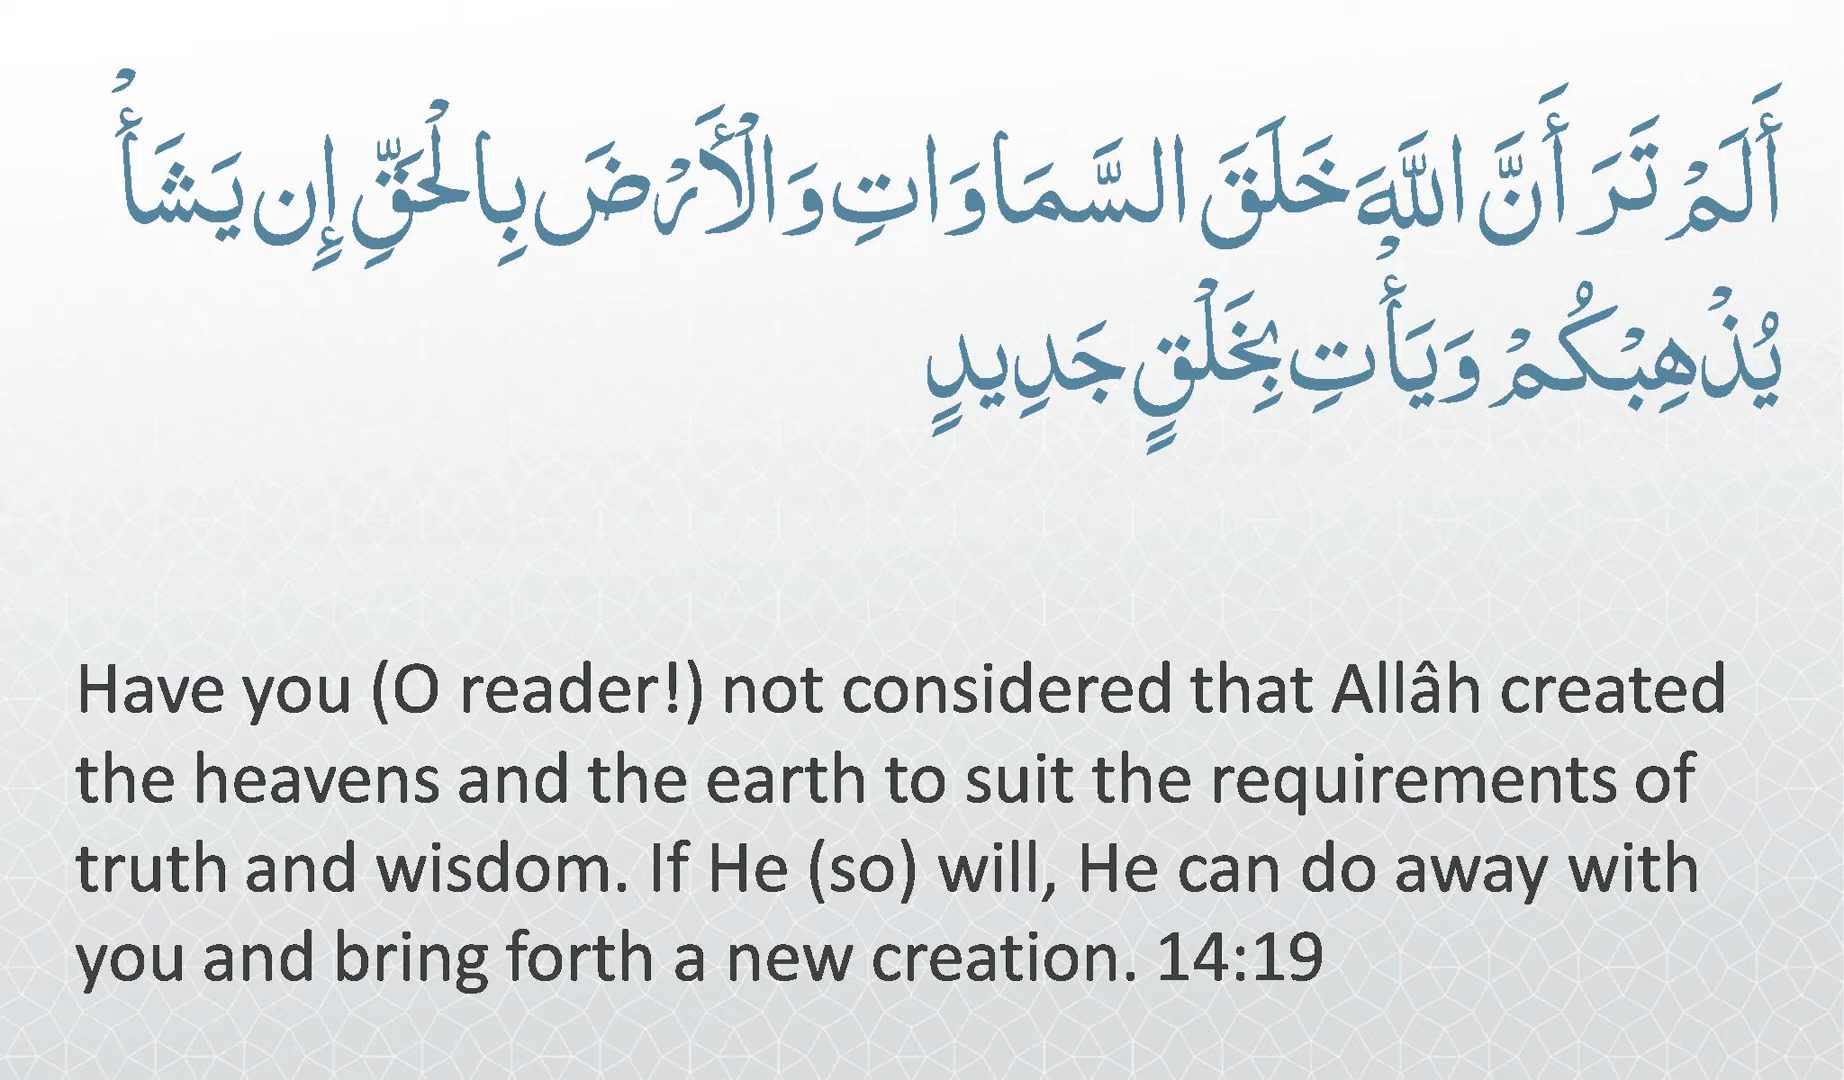 أَلَمْ تَرَ أَنَّ اللَّهَ خَلَقَ السَّمَاوَاتِ وَالْأَرْضَ بِالْحَقِّ إِن يَشَأْ
يُذْهِبْكُمْ وَيَأْتِ بِخَلْقٍ جَدِيدٍ
Have you (O reader!) not considered that Allâh created
the heavens and the earth to suit the requirements of
truth and wisdom. If He (so) will, He can do away with
you and bring forth a new creation. 14:19